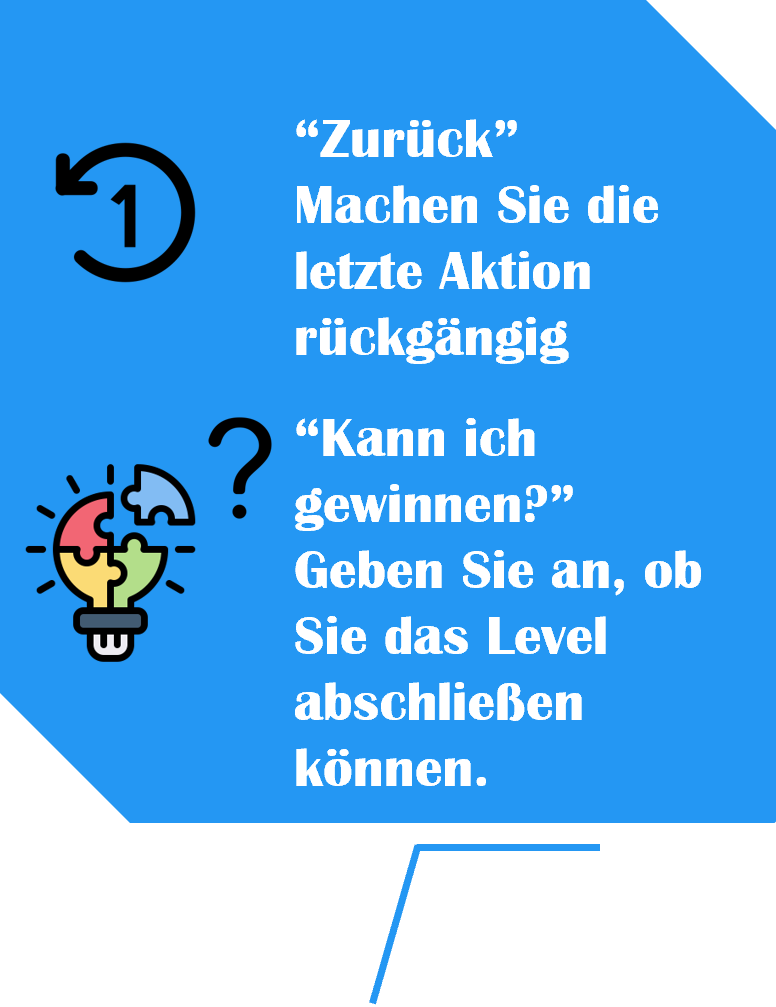 1
“Zurück”
Machen Sie die
letzte Aktion
rückgängig
?
“Kann ich
gewinnen?”
Geben Sie an, ob
Sie das Level
abschließen
können.